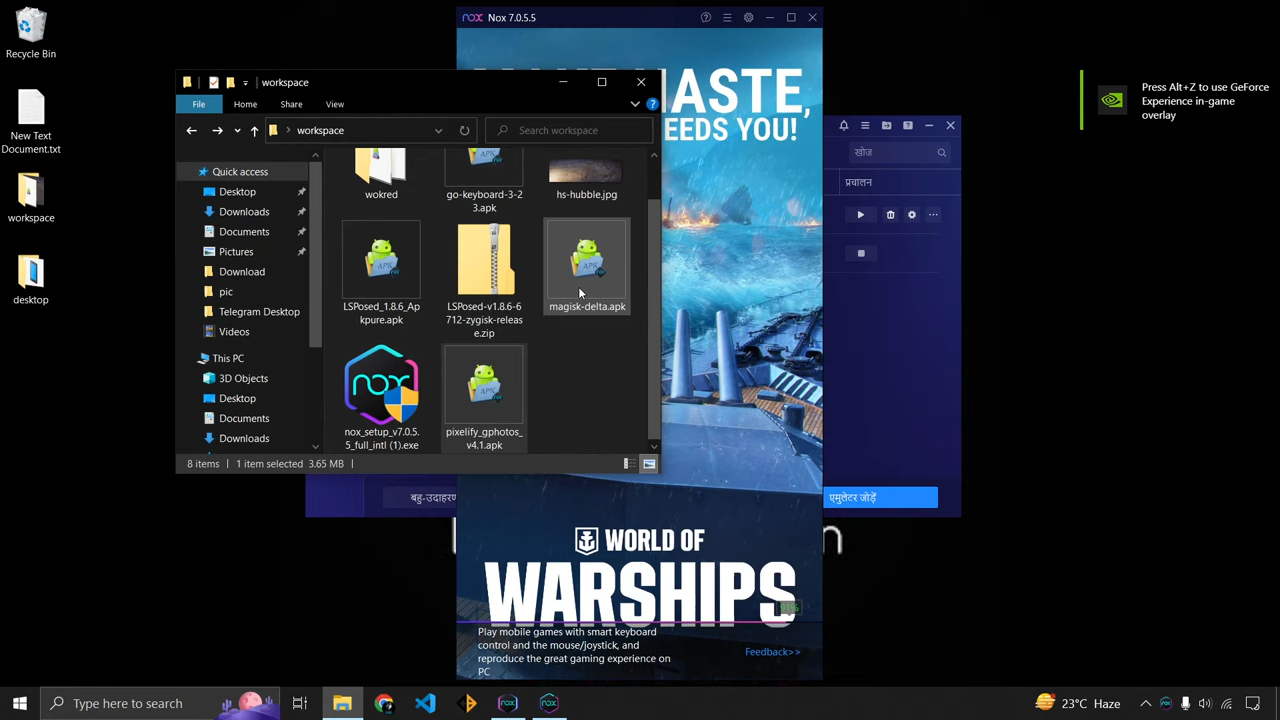 Recycle Bin
New Text
Document.txt
workspace
desktop
nox Nox 7.0.5.5
ASTE,
EEDS YOU!
workspace
File
Home
Share
View
workspace
Search workspace
Quick access
Desktop
Downloads
Documents
Pictures
Download
pic
Telegram Desktop
Videos
This PC
3D Objects
Desktop
Documents
Downloads
wokred
go-keyboard-3-2
3.apk
hs-hubble.jpg
LSPosed_1.8.6_Ap
kpure.apk
LSPosed-v1.8.6-6
712-zygisk-releas
e.zip
magisk-delta.apk
nox_setup_v7.0.5.
5_full_intl (1).exe
pixelify_gphotos_
v4.1.apk
8 items
1 item selected 3.65 MB
खोज
प्रचालन
बहु-उदाहरण
एमुलेटर जोड़ें
WORLD OF
WARSHIPS
91%
Play mobile games with smart keyboard
control and the mouse/joystick, and
reproduce the great gaming experience on
PC
Feedback>>
Press Alt+Z to use GeForce
Experience in-game
overlay
Type here to search
23°C Haze